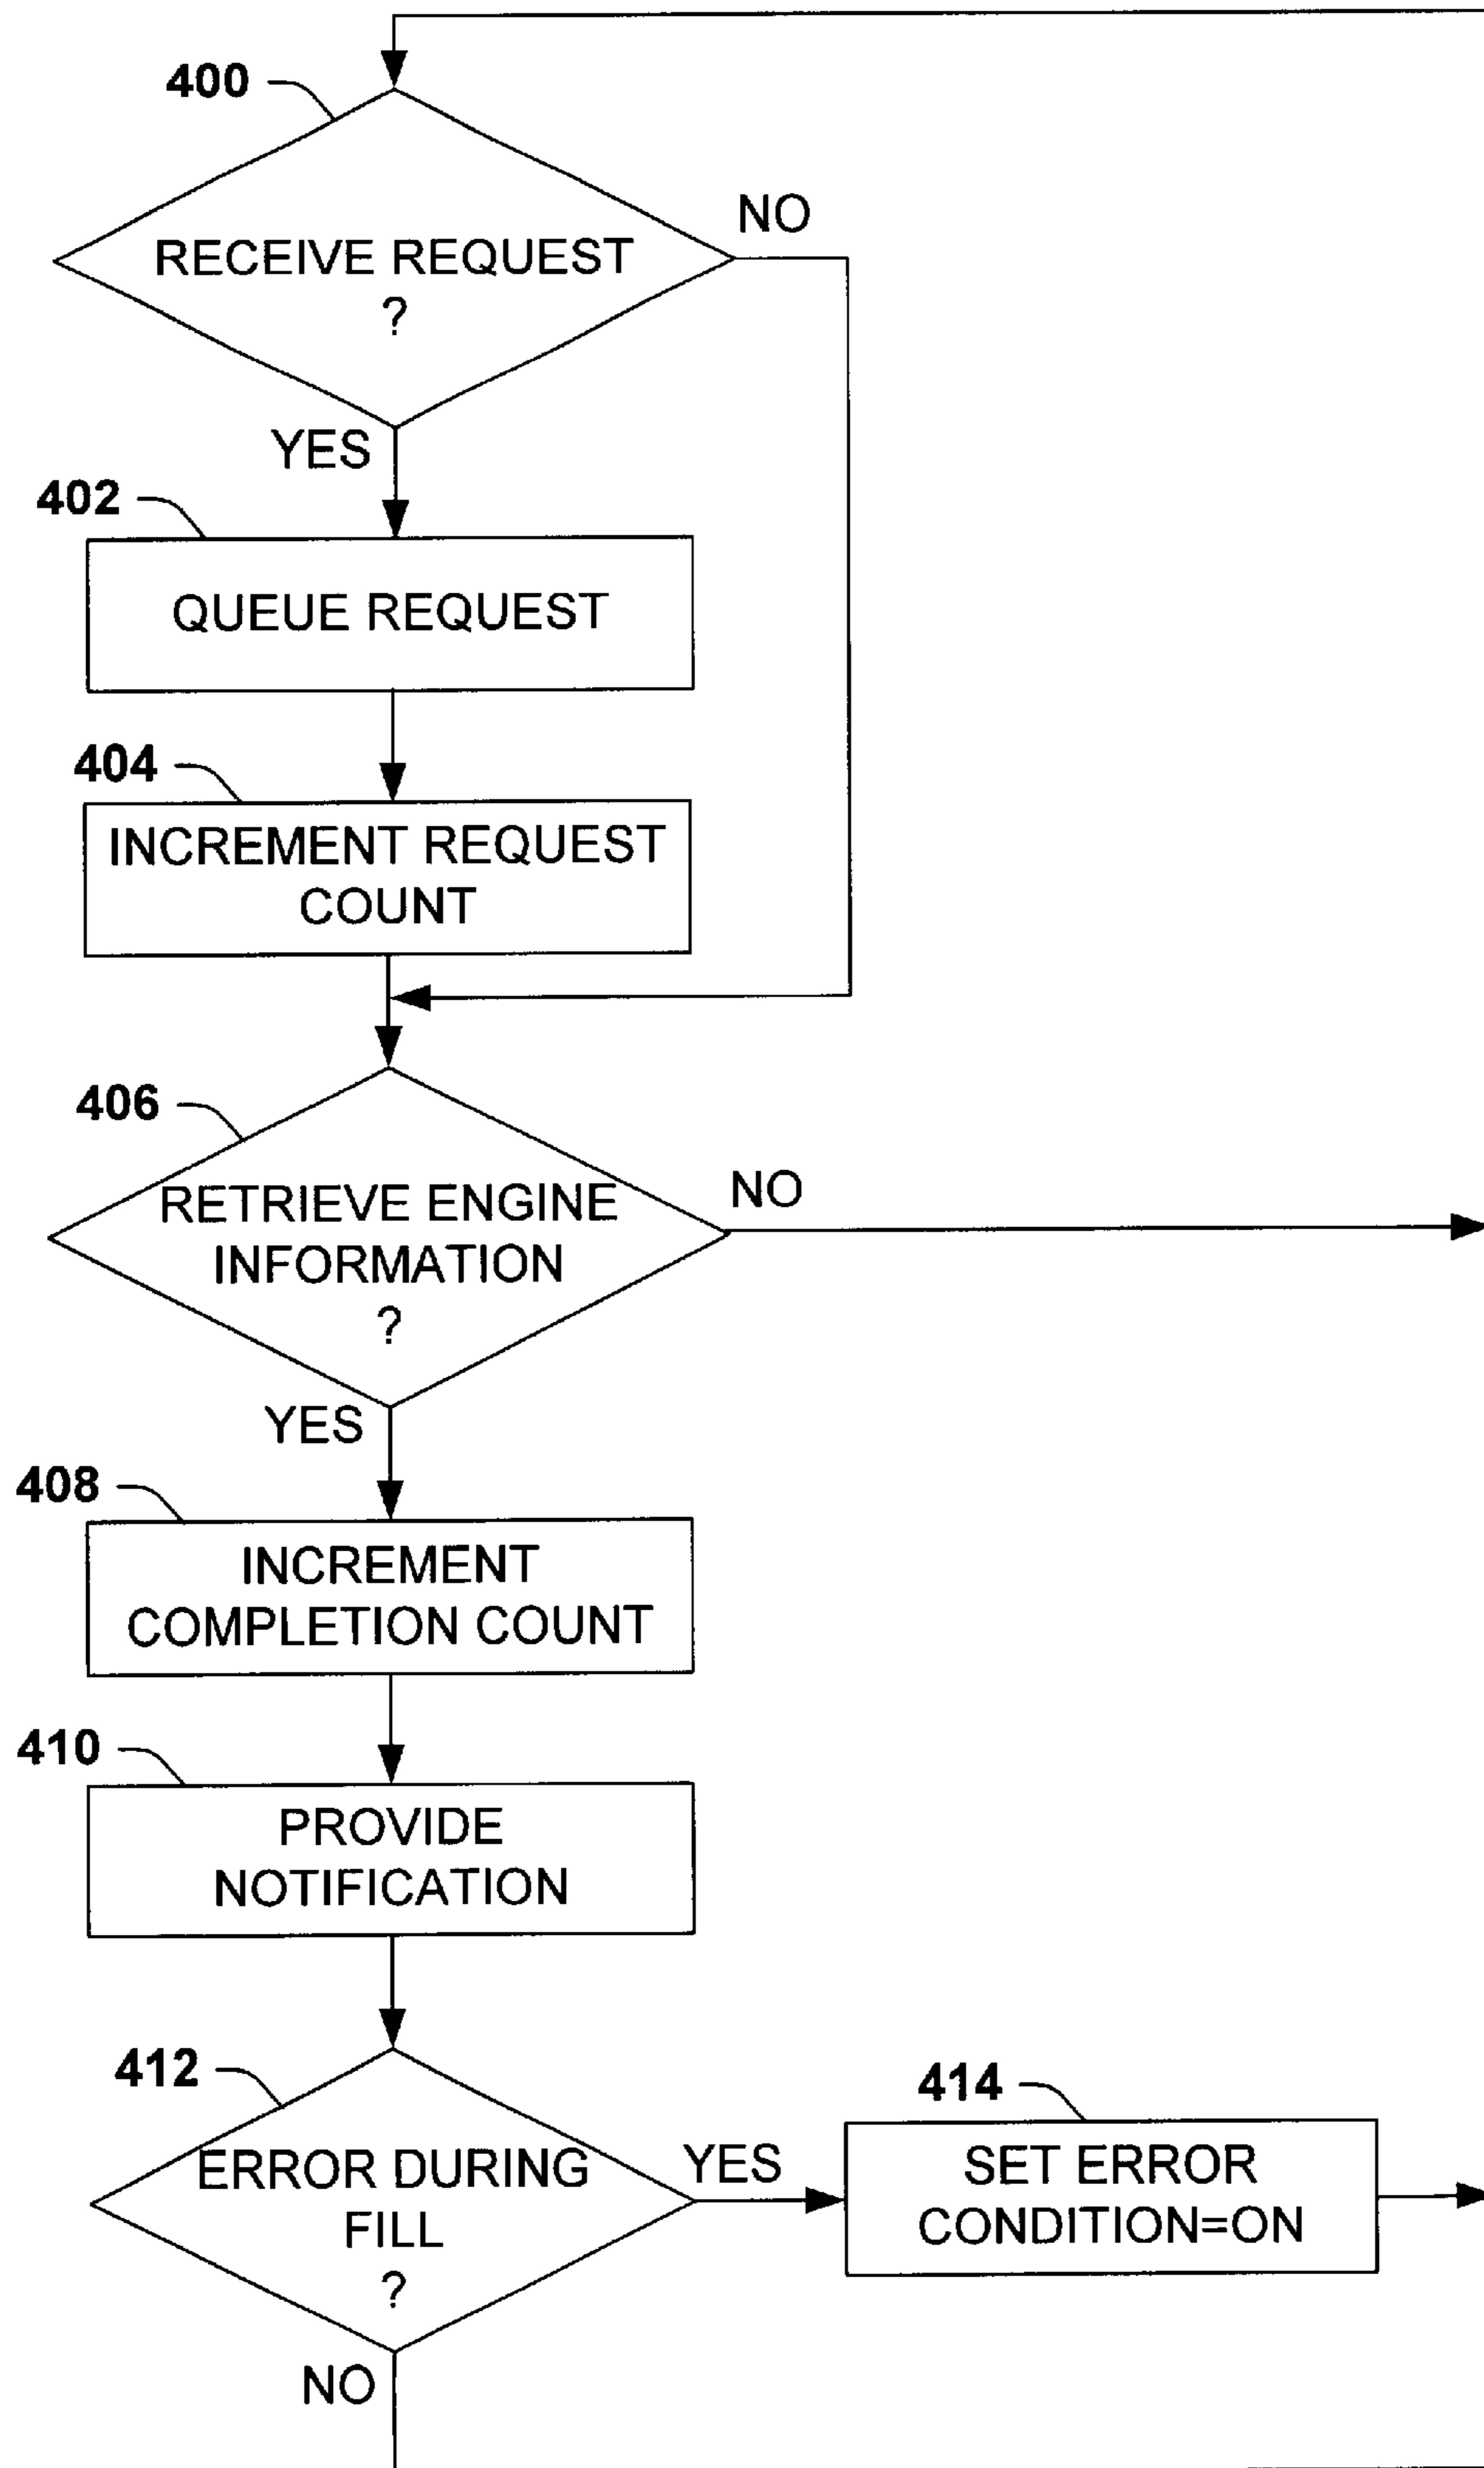 400
RECEIVE REQUEST
?
NO
YES
402
QUEUE REQUEST
404
INCREMENT REQUEST
COUNT
406
RETRIEVE ENGINE
INFORMATION
?
NO
YES
408
INCREMENT
COMPLETION COUNT
410
PROVIDE
NOTIFICATION
412
ERROR DURING
FILL
?
YES
414
SET ERROR
CONDITION=ON
NO